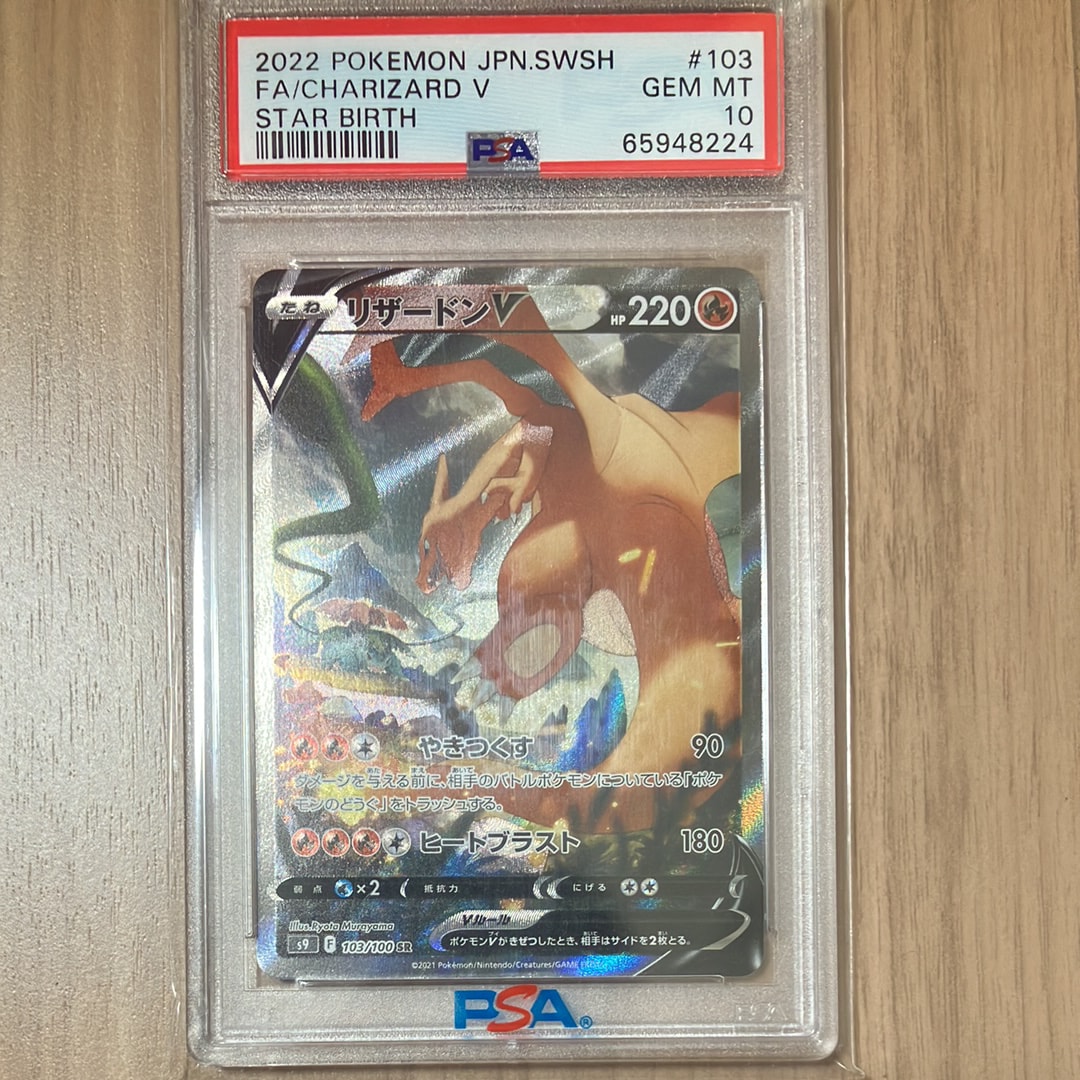 2022 POKEMON JPN.SWSH #103
FA/CHARIZARD V GEM MT
STAR BIRTH 10
PSA 65948224
たね リザードンV HP 220
やきつくす 90
ダメージを与える前に、相手のバトルポケモンについている「ポケ
モンのどうぐ」をトラッシュする。
ヒートブラスト 180
弱点 ×2 抵抗力 にげる
Vルール
Illus.Ryota Murayama
ポケモンVがきぜつしたとき、相手はサイドを2枚とる。
s9 F 103/100 SR
©2021 Pokémon/Nintendo/Creatures/GAME
PSA®